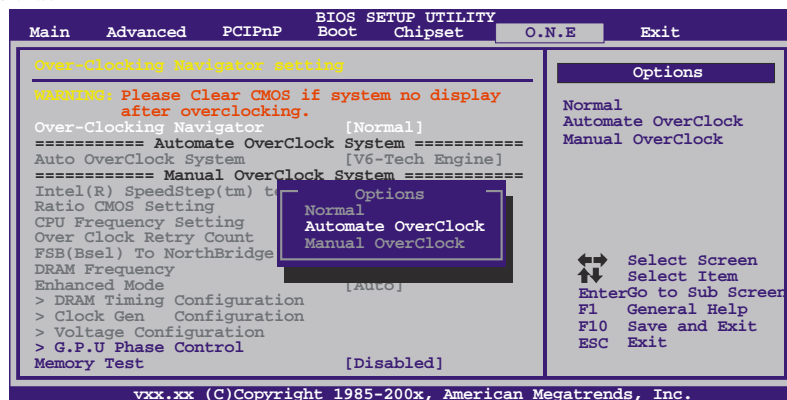 BIOS SETUP UTILITY
Main Advanced PCIPnP Boot Chipset O.N.E Exit
Over-Clocking Navigator setting
WARNING: Please Clear CMOS if system no display
after overclocking.
Over-Clocking Navigator [Normal]
=========== Automate OverClock System ===========
Auto OverClock System [V6-Tech Engine]
============ Manual OverClock System ============
Intel(R) SpeedStep(tm)
Ratio CMOS Setting
CPU Frequency Setting
Over Clock Retry Count
FSB(Bsel) To NorthBridge
DRAM Frequency
Enhanced Mode [Auto]
> DRAM Timing Configuration
> Clock Gen Configuration
> Voltage Configuration
> G.P.U Phase Control
Memory Test [Disabled]
Options
Normal
Automate OverClock
Manual OverClock
Options
Normal
Automate OverClock
Manual OverClock
Select Screen
Select Item
EnterGo to Sub Screen
F1 General Help
F10 Save and Exit
ESC Exit
vxx.xx (C)Copyright 1985-200x, American Megatrends, Inc.